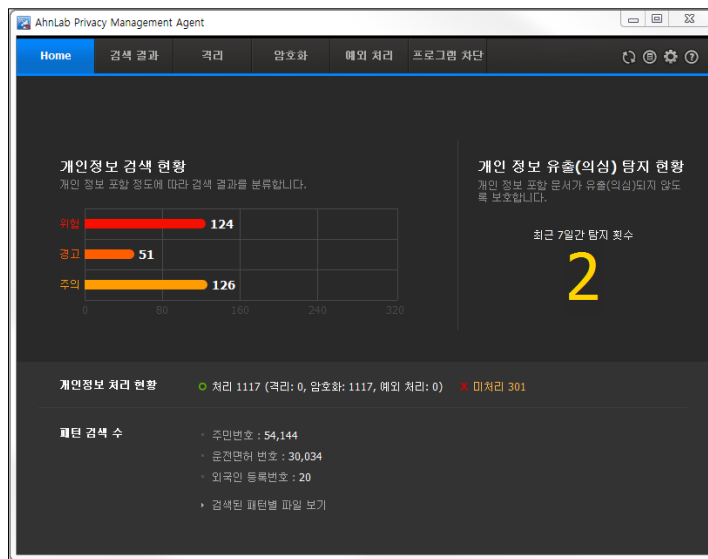 AhnLab Privacy Management Agent
Home 검색 결과 격리 암호화 예외 처리 프로그램 차단
개인정보 검색 현황
개인 정보 포함 정도에 따라 검색 결과를 분류합니다.
위험 124
경고 51
주의 126
0 80 160 240 320
개인 정보 유출(의심) 탐지 현황
개인 정보 포함 문서가 유출(의심)되지 않도
록 보호합니다.
최근 7일간 탐지 횟수
2
개인정보 처리 현황 처리 1117 (격리: 0, 암호화: 1117, 예외 처리: 0) 미처리 301
패턴 검색 수
주민번호 : 54,144
운전면허 번호 : 30,034
외국인 등록번호 : 20
검색된 패턴별 파일 보기